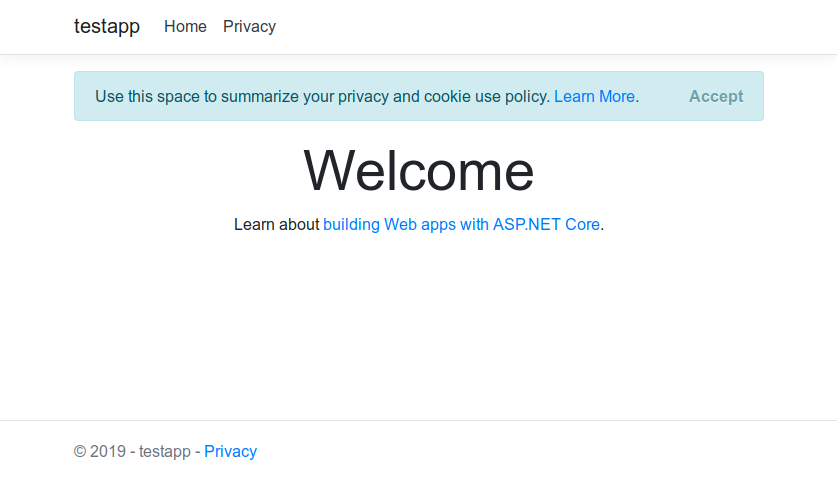 testapp Home Privacy
Use this space to summarize your privacy and cookie use policy. Learn More. Accept
Welcome
Learn about building Web apps with ASP.NET Core.
© 2019 - testapp - Privacy